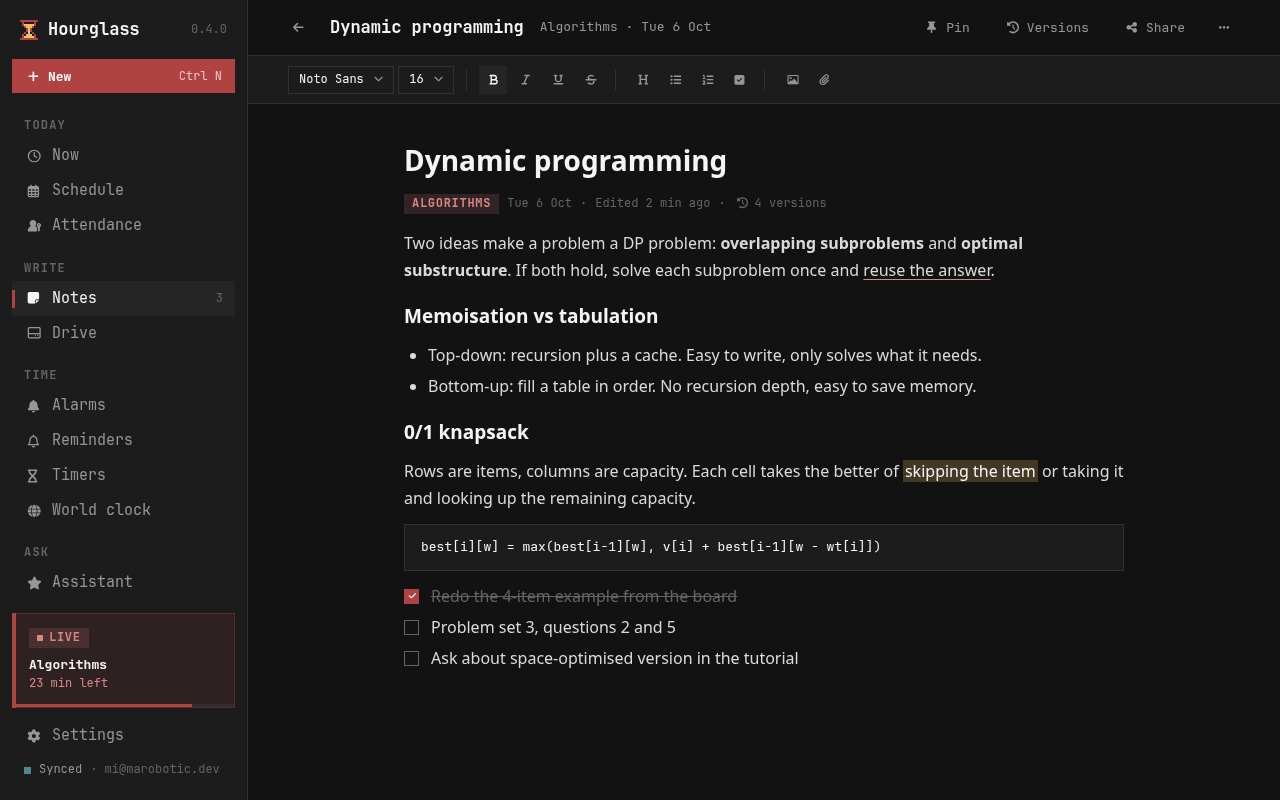 Hourglass 0.4.0
New Ctrl N
TODAY
Now
Schedule
Attendance
WRITE
Notes 3
Drive
TIME
Alarms
Reminders
Timers
World clock
ASK
Assistant
LIVE
Algorithms
23 min left
Settings
Synced · mi@marobotic.dev
Dynamic programming Algorithms · Tue 6 Oct Pin Versions Share
Noto Sans 16 B I U S H
Dynamic programming
ALGORITHMS Tue 6 Oct · Edited 2 min ago · 4 versions
Two ideas make a problem a DP problem: overlapping subproblems and optimal
substructure. If both hold, solve each subproblem once and reuse the answer.
Memoisation vs tabulation
• Top-down: recursion plus a cache. Easy to write, only solves what it needs.
• Bottom-up: fill a table in order. No recursion depth, easy to save memory.
0/1 knapsack
Rows are items, columns are capacity. Each cell takes the better of skipping the item or taking it
and looking up the remaining capacity.
best[i][w] = max(best[i-1][w], v[i] + best[i-1][w - wt[i]])
Redo the 4-item example from the board
Problem set 3, questions 2 and 5
Ask about space-optimised version in the tutorial